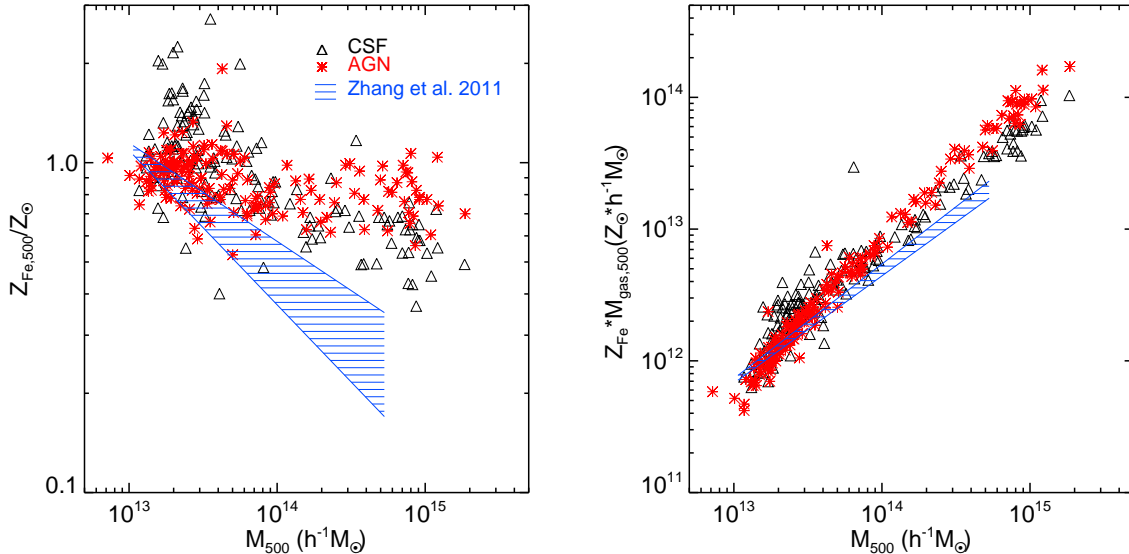 CSF
AGN
Zhang et al. 2011
1.0
0.1
Z_Fe,500/Z_⊙
10^13
10^14
10^15
M_500 (h^-1M_⊙)
10^14
10^13
10^12
10^11
Z_Fe*M_gas,500(Z_⊙*h^-1M_⊙)
10^13
10^14
10^15
M_500 (h^-1M_⊙)